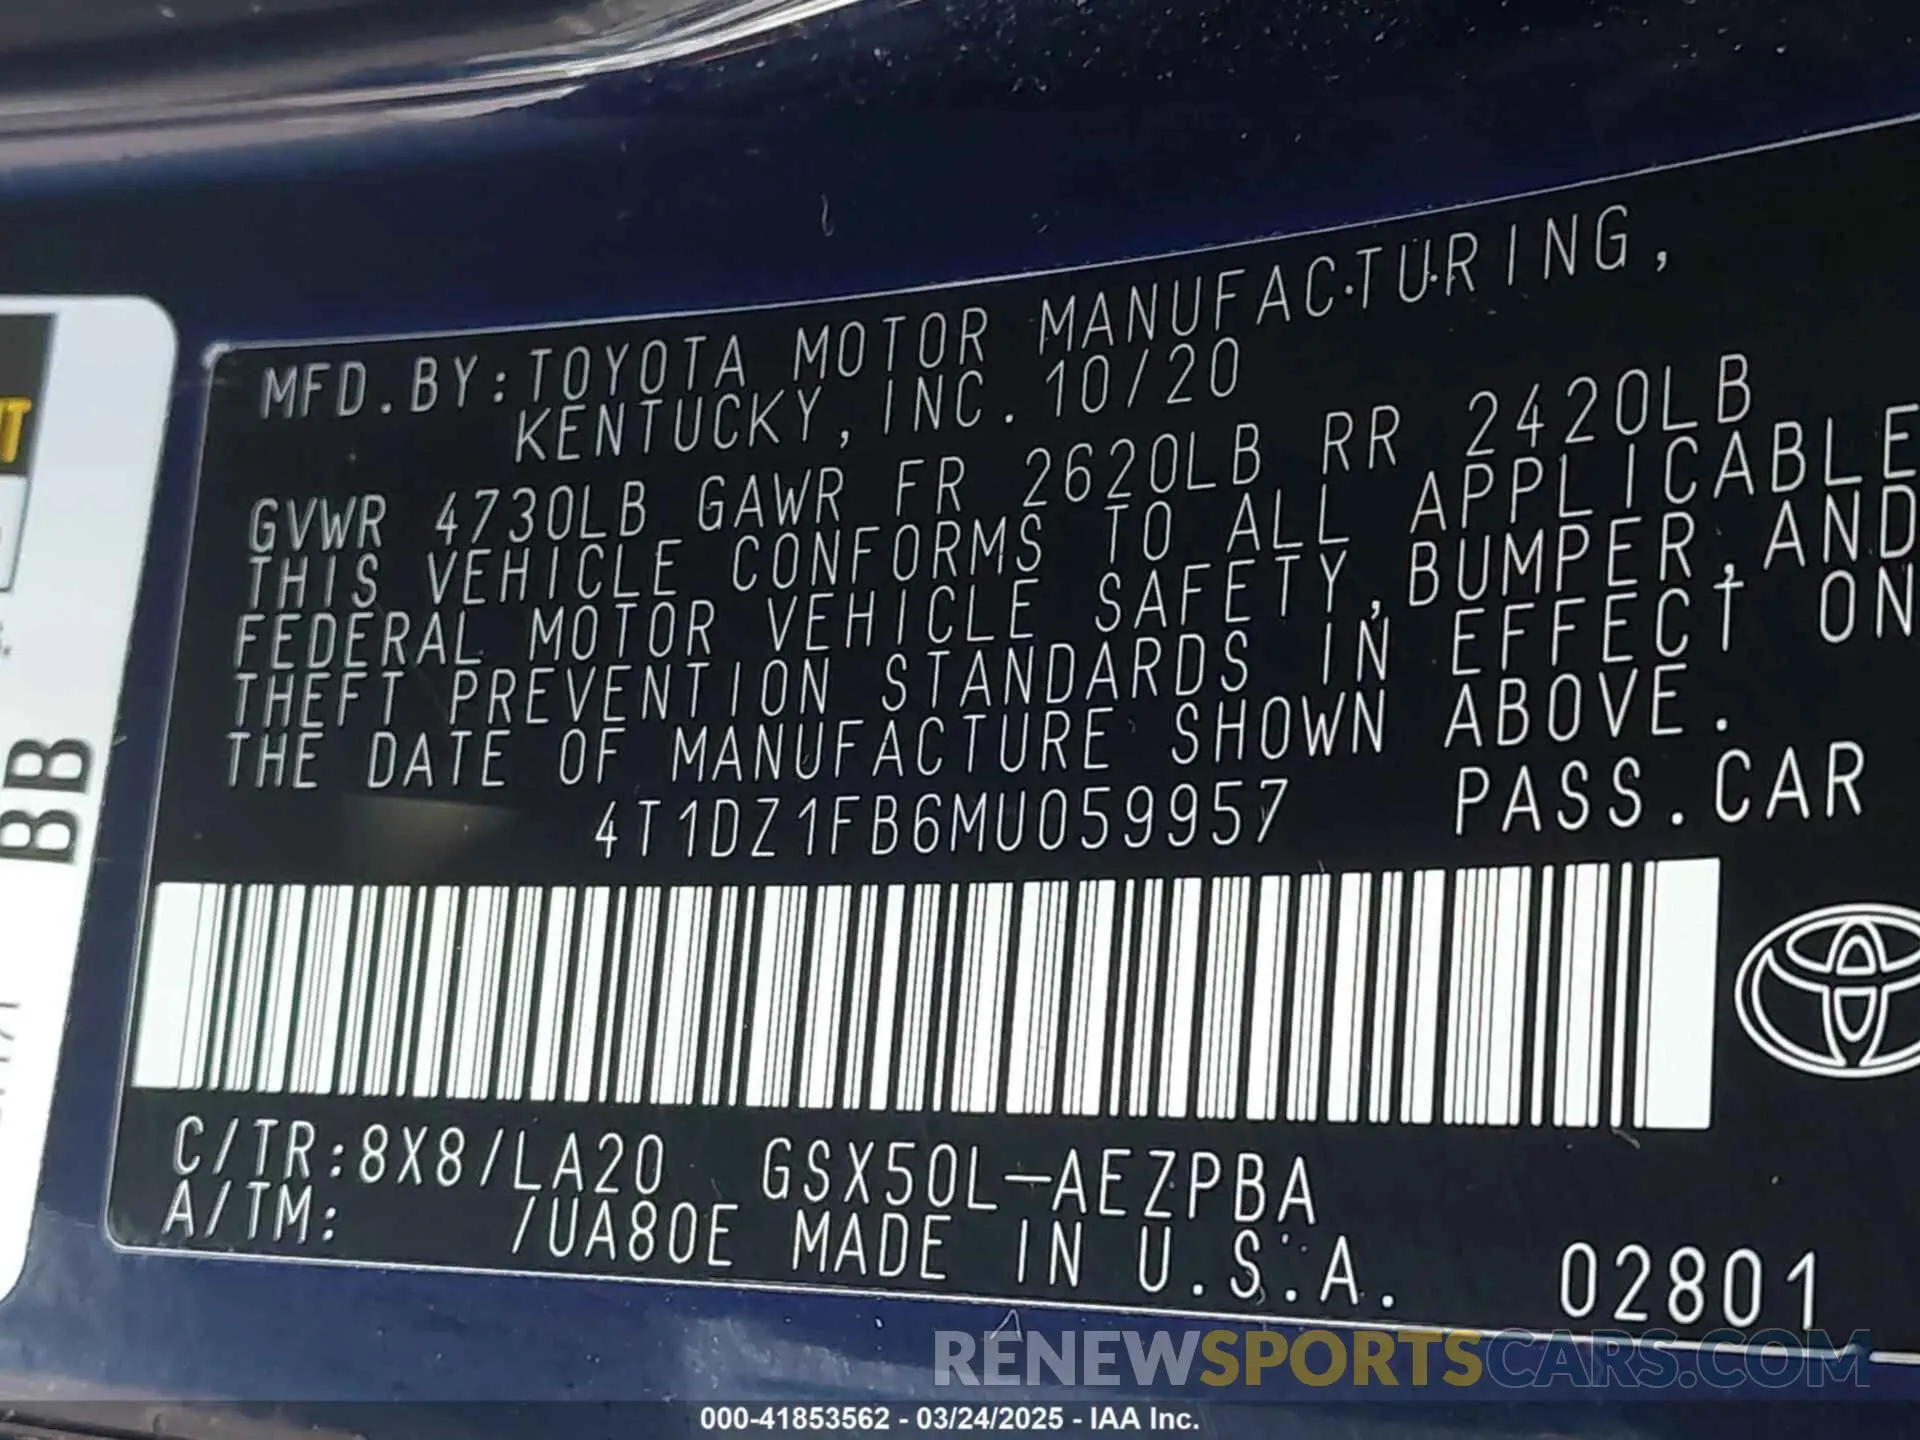 MFD.BY:TOYOTA MOTOR MANUFACTURING,
KENTUCKY, INC. 10/20
GVWR 4730LB GAWR FR 2620LB RR 2420LB
THIS VEHICLE CONFORMS TO ALL APPLICABLE
FEDERAL MOTOR VEHICLE SAFETY,BUMPER,AND
THEFT PREVENTION STANDARDS IN EFFECT ON
THE DATE OF MANUFACTURE SHOWN ABOVE.
4T1DZ1FB6MU059957 PASS.CAR
C/TR:8X8/LA20 GSX50L-AEZPBA
A/TM: /UA80E MADE IN U.S.A. 02801
BB
RENEWSPORTSCARS.COM
000-41853562 - 03/24/2025 - IAA Inc.